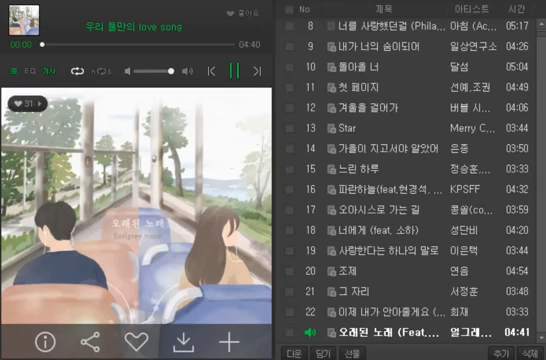 ♥ 좋아요
우리 둘만의 love song
00:00 04:40
EQ 가사
31
오래된 노래
No 제목 아티스트 시간
8 너를 사랑했던걸 (Phila... 아침 (Ac... 05:17
9 내가 너의 숨이되어 일상연구소 04:26
10 돌아올 너 달섬 05:04
11 첫 페이지 선예,조권 04:49
12 겨울을 걸어가 버블 시... 04:06
13 Star Merry C... 03:44
14 가을이 지고서야 알았어 은종 03:50
15 느린 하루 정승훈,... 03:33
16 파란하늘(feat,현경석, ... KPSFF 04:32
17 오아시스로 가는 길 콩쓸(co... 03:59
18 너에게 (feat, 소하) 성단비 04:20
19 사랑한다는 하나의 말로 이은택 03:44
20 조제 연음 04:54
21 그 자리 서정훈 03:48
22 이제 내가 안아줄게요 (... 희재 03:33
오래된 노래 (Feat,... 얼그레... 04:41
다운 담기 선물 추가 삭제